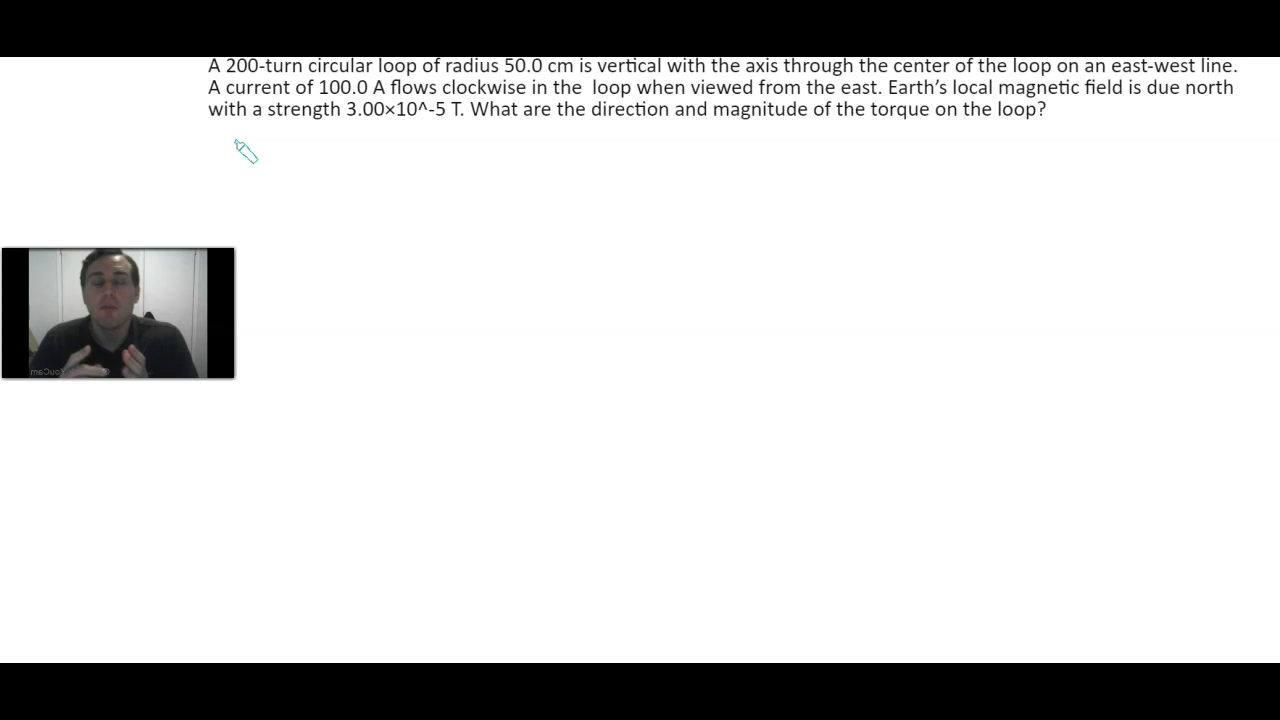 A 200-turn circular loop of radius 50.0 cm is vertical with the axis through the center of the loop on an east-west line.
A current of 100.0 A flows clockwise in the  loop when viewed from the east. Earth’s local magnetic field is due north
with a strength 3.00×10^-5 T. What are the direction and magnitude of the torque on the loop?